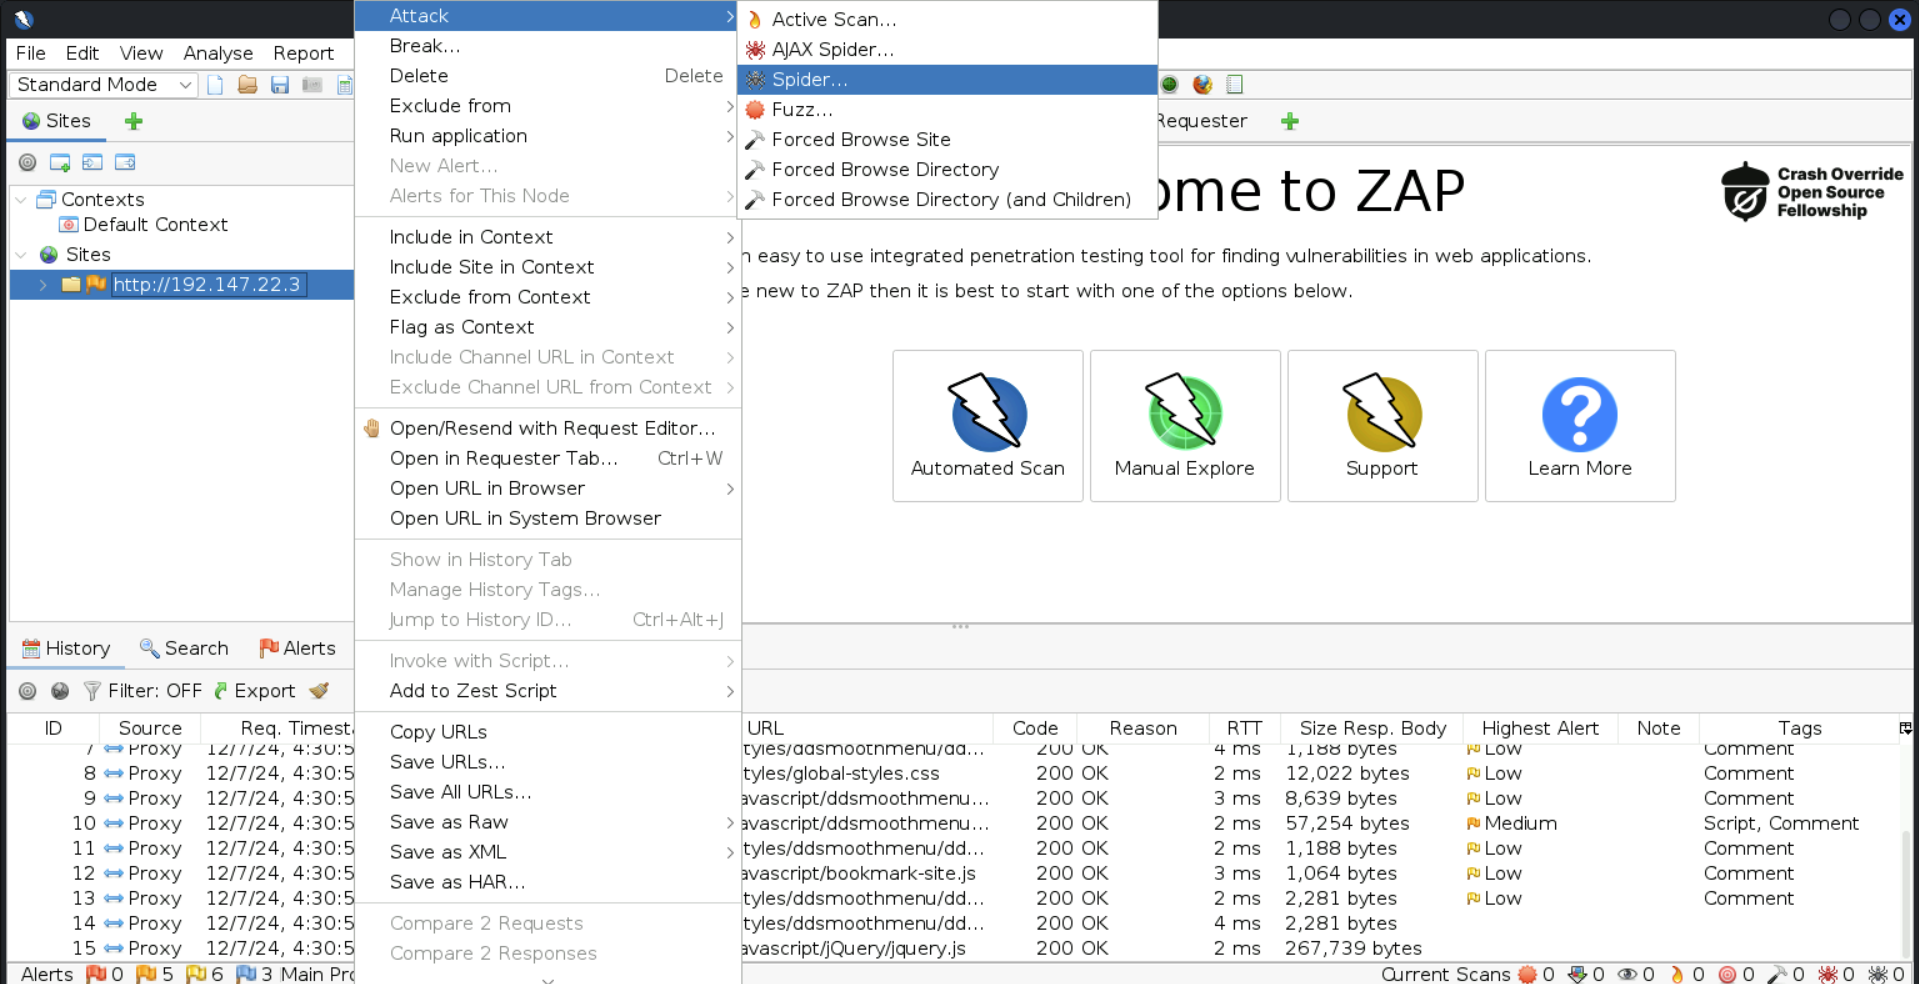 File Edit View Analyse Report
Standard Mode
Sites
Contexts
Default Context
Sites
http://192.147.22.3
Attack
Break...
Delete Delete
Exclude from
Run application
New Alert...
Alerts for This Node
Include in Context
Include Site in Context
Exclude from Context
Flag as Context
Include Channel URL in Context
Exclude Channel URL from Context
Open/Resend with Request Editor...
Open in Requester Tab... Ctrl+W
Open URL in Browser
Open URL in System Browser
Show in History Tab
Manage History Tags...
Jump to History ID... Ctrl+Alt+J
Invoke with Script...
Add to Zest Script
Copy URLs
Save URLs...
Save All URLs...
Save as Raw
Save as XML
Save as HAR...
Compare 2 Requests
Compare 2 Responses
Active Scan...
AJAX Spider...
Spider...
Fuzz...
Forced Browse Site
Forced Browse Directory
Forced Browse Directory (and Children)
Requester
ome to ZAP
Crash Override
Open Source
Fellowship
n easy to use integrated penetration testing tool for finding vulnerabilities in web applications.
e new to ZAP then it is best to start with one of the options below.
Automated Scan Manual Explore Support Learn More
History Search Alerts
Filter: OFF Export
ID Source Req. Timesta URL Code Reason RTT Size Resp. Body Highest Alert Note Tags
7 Proxy 12/7/24, 4:30:5 tyles/ddsmoothmenu/dd... 200 OK 4 ms 1,188 bytes Low Comment
8 Proxy 12/7/24, 4:30:5 tyles/global-styles.css 200 OK 2 ms 12,022 bytes Low Comment
9 Proxy 12/7/24, 4:30:5 avascript/ddsmoothmenu... 200 OK 3 ms 8,639 bytes Low Comment
10 Proxy 12/7/24, 4:30:5 avascript/ddsmoothmenu... 200 OK 2 ms 57,254 bytes Medium Script, Comment
11 Proxy 12/7/24, 4:30:5 tyles/ddsmoothmenu/dd... 200 OK 2 ms 1,188 bytes Low Comment
12 Proxy 12/7/24, 4:30:5 avascript/bookmark-site.js 200 OK 3 ms 1,064 bytes Low Comment
13 Proxy 12/7/24, 4:30:5 tyles/ddsmoothmenu/dd... 200 OK 2 ms 2,281 bytes Low Comment
14 Proxy 12/7/24, 4:30:5 tyles/ddsmoothmenu/dd... 200 OK 4 ms 2,281 bytes
15 Proxy 12/7/24, 4:30:5 avascript/jQuery/jquery.js 200 OK 2 ms 267,739 bytes
Alerts 0 5 6 3 Main Pro Current Scans 0 0 0 0 0 0 0 0